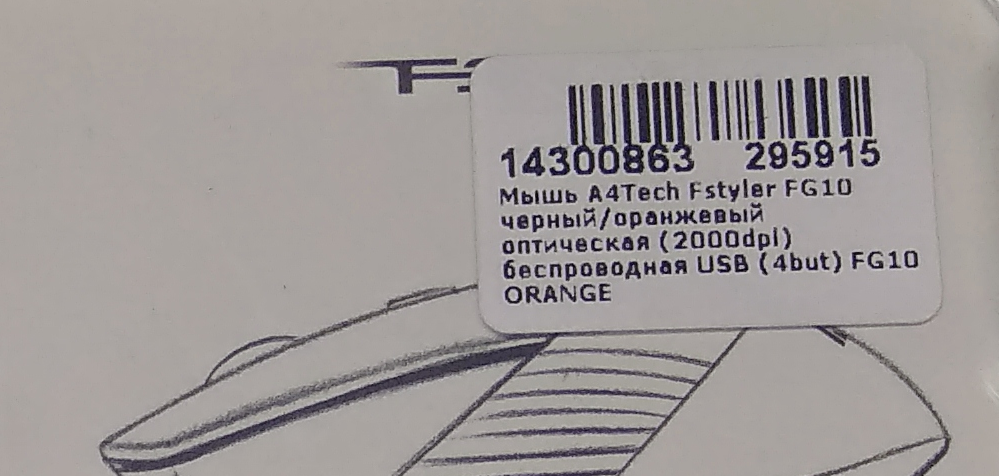 14300863 295915
Мышь A4Tech Fstyler FG10
черный/оранжевый
оптическая (2000dpi)
беспроводная USB (4but) FG10
ORANGE